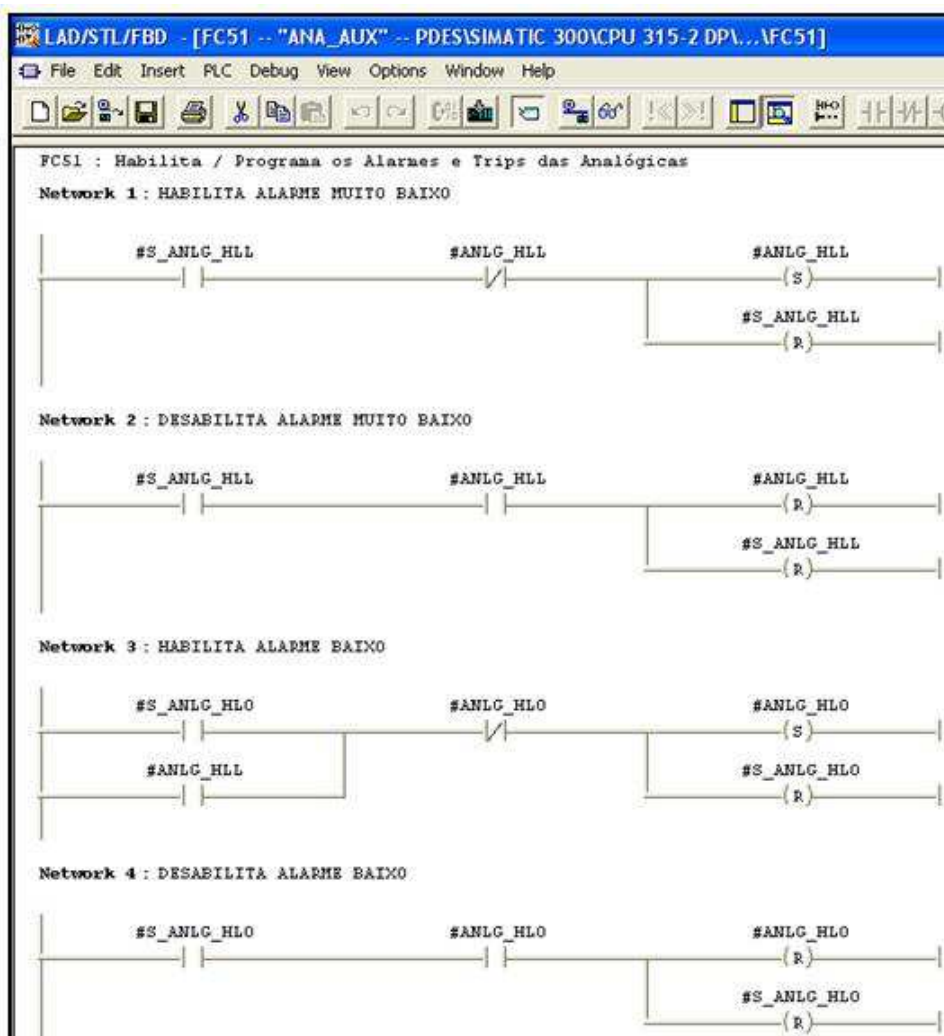 LAD/STL/FBD - [FC51 -- "ANA_AUX" -- PDES\SIMATIC 300\CPU 315-2 DP\...\FC51]
File Edit Insert PLC Debug View Options Window Help
FC51 : Habilita / Programa os Alarmes e Trips das Analógicas
Network 1 : HABILITA ALARME MUITO BAIXO
#S_ANLG_HLL #ANLG_HLL #ANLG_HLL
(S)
#S_ANLG_HLL
(R)
Network 2 : DESABILITA ALARME MUITO BAIXO
#S_ANLG_HLL #ANLG_HLL #ANLG_HLL
(R)
#S_ANLG_HLL
(R)
Network 3 : HABILITA ALARME BAIXO
#S_ANLG_HLO #ANLG_HLO #ANLG_HLO
(S)
#ANLG_HLL #S_ANLG_HLO
(R)
Network 4 : DESABILITA ALARME BAIXO
#S_ANLG_HLO #ANLG_HLO #ANLG_HLO
(R)
#S_ANLG_HLO
(R)